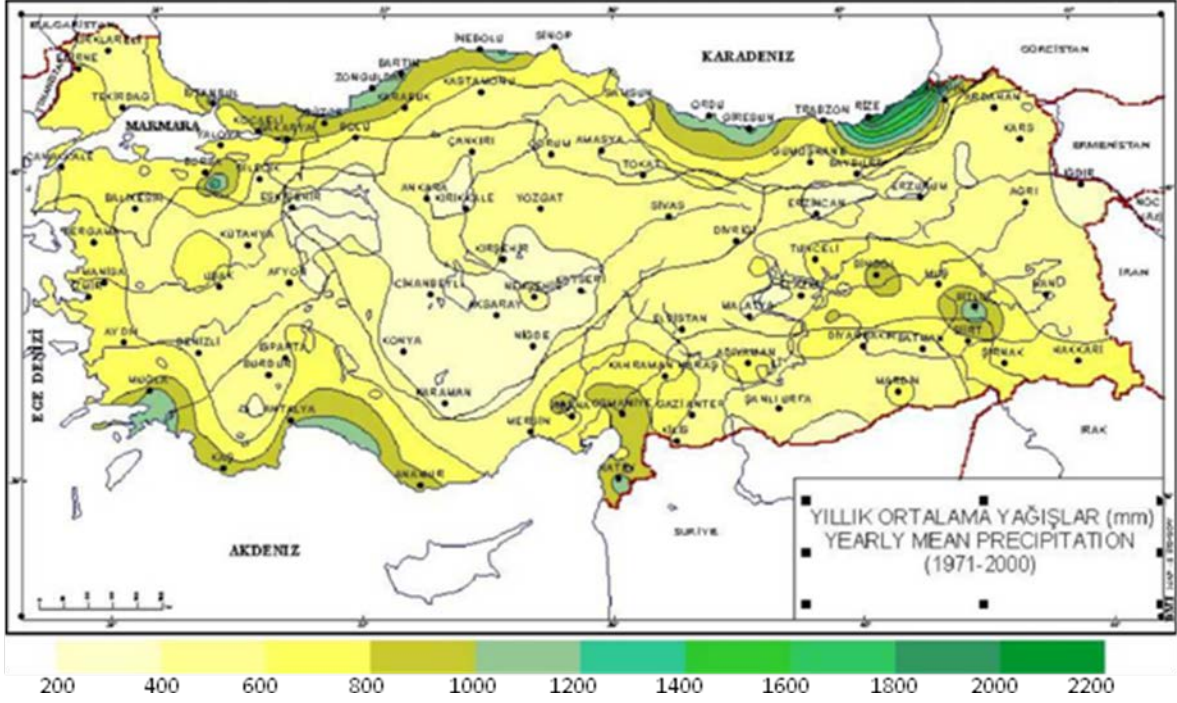 BULGARİSTAN
KIRKLARELİ
EDİRNE
TEKİRDAĞ
İSTANBUL
MARMARA
KOCAELİ
SAKARYA
YALOVA
ÇANAKKALE
BURSA
BİLECİK
BALIKESİR
ESKİŞEHİR
BERGAMA
KÜTAHYA
MANİSA
İZMİR
UŞAK
AFYON
AYDIN
DENİZLİ
ISPARTA
BURDUR
MUĞLA
ANTALYA
KAŞ
ANAMUR
EGE DENİZİ
AKDENIZ
ZONGULDAK
BARTIN
KARABÜK
BOLU
KASTAMONU
İNEBOLU
SİNOP
KARADENIZ
GÜRCİSTAN
SAMSUN
ORDU
GİRESUN
TRABZON
RİZE
ARDAHAN
KARS
ERMENİSTAN
IĞDIR
AĞRI
İRAN
ÇANKIRI
ÇORUM
AMASYA
TOKAT
GÜMÜŞHANE
BAYBURT
ERZURUM
ERZİNCAN
ANKARA
KIRIKKALE
YOZGAT
SİVAS
DİVRİĞİ
TUNCELİ
BİNGÖL
MUŞ
BİTLİS
KIRŞEHİR
CİHANBEYLİ
NEVŞEHİR
KAYSERİ
AKSARAY
NİĞDE
KONYA
KARAMAN
MERSİN
ADANA
OSMANİYE
HATAY
ELBİSTAN
MALATYA
ELAZIĞ
KAHRAMAN MARAŞ
ADIYAMAN
GAZİANTEP
KİLİS
ŞANLIURFA
DİYARBAKIR
BATMAN
SİİRT
MARDİN
ŞIRNAK
HAKKARİ
IRAK
SURİYE
YILLIK ORTALAMA YAĞIŞLAR (mm)
YEARLY MEAN PRECIPITATION
(1971-2000)
200 400 600 800 1000 1200 1400 1600 1800 2000 2200